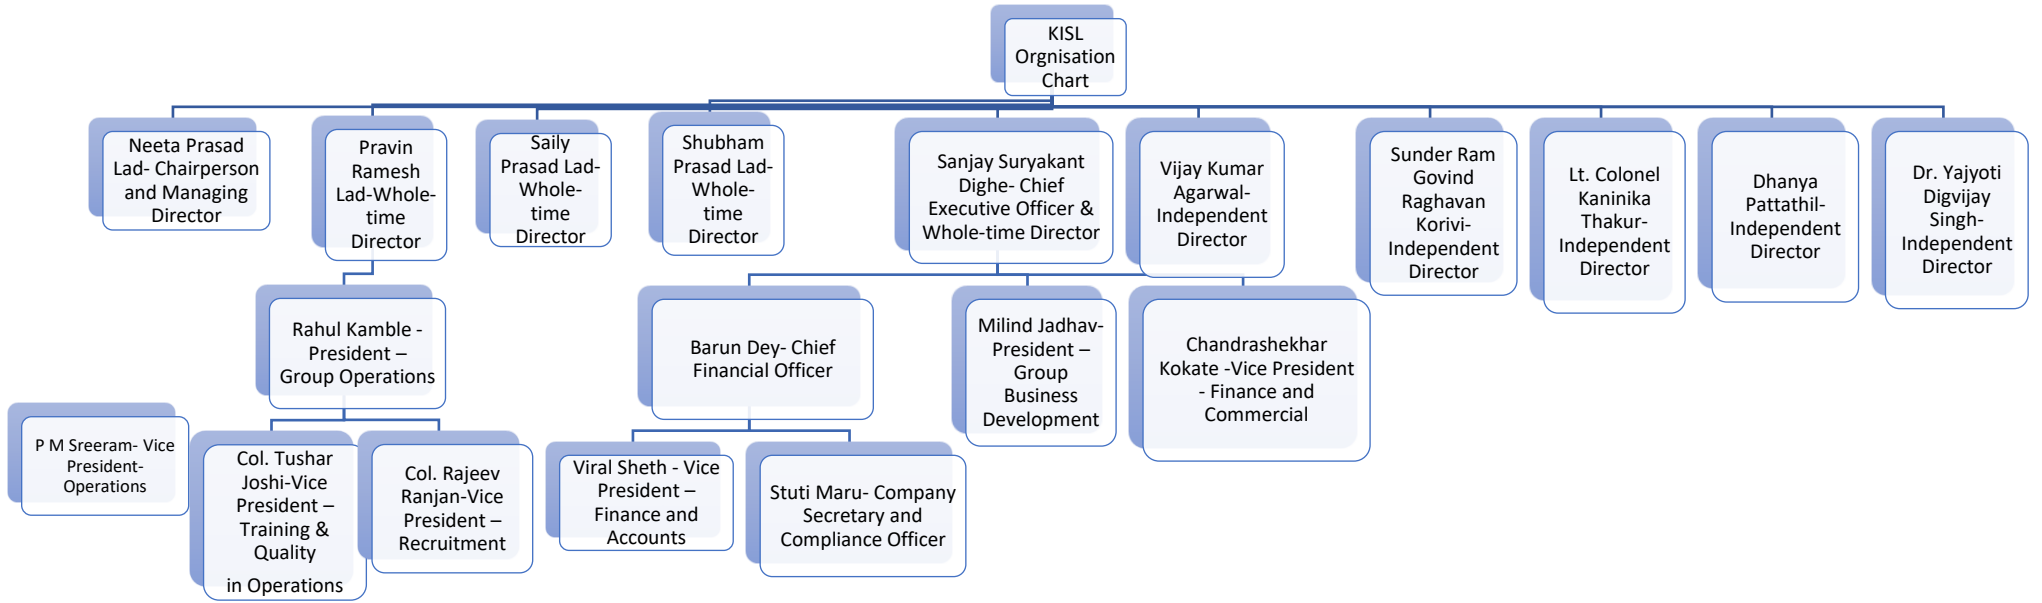 KISL
Orgnisation
Chart
Neeta Prasad
Lad- Chairperson
and Managing
Director
Pravin
Ramesh
Lad-Whole-
time
Director
Saily
Prasad Lad-
Whole-
time
Director
Shubham
Prasad Lad-
Whole-
time
Director
Sanjay Suryakant
Dighe- Chief
Executive Officer &
Whole-time Director
Vijay Kumar
Agarwal-
Independent
Director
Sunder Ram
Govind
Raghavan
Korivi-
Independent
Director
Lt. Colonel
Kaninika
Thakur-
Independent
Director
Dhanya
Pattathil-
Independent
Director
Dr. Yajyoti
Digvijay
Singh-
Independent
Director
Rahul Kamble -
President –
Group Operations
Barun Dey- Chief
Financial Officer
Milind Jadhav-
President –
Group
Business
Development
Chandrashekhar
Kokate -Vice President
- Finance and
Commercial
P M Sreeram- Vice
President-
Operations
Col. Tushar
Joshi-Vice
President –
Training &
Quality
in Operations
Col. Rajeev
Ranjan-Vice
President –
Recruitment
Viral Sheth - Vice
President –
Finance and
Accounts
Stuti Maru- Company
Secretary and
Compliance Officer